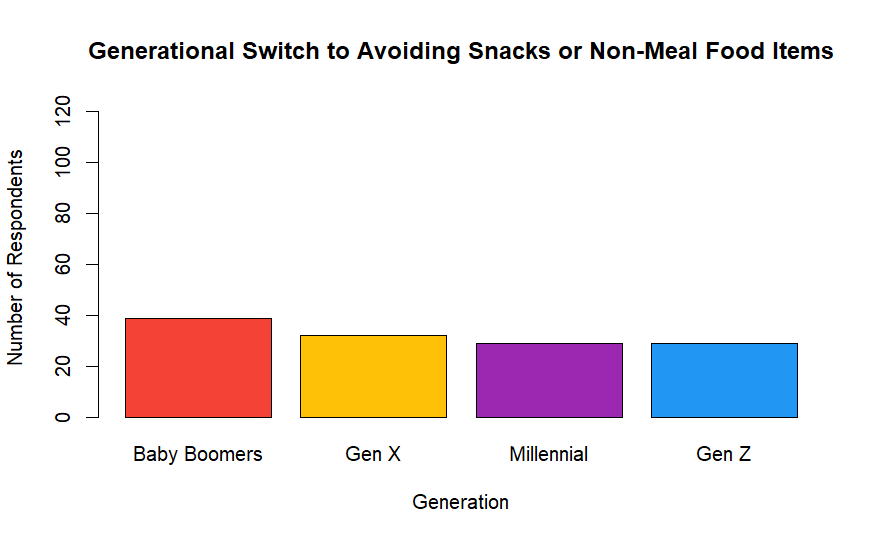 Generational Switch to Avoiding Snacks or Non-Meal Food Items
Number of Respondents
120
100
80
60
40
20
0
Baby Boomers
Gen X
Millennial
Gen Z
Generation